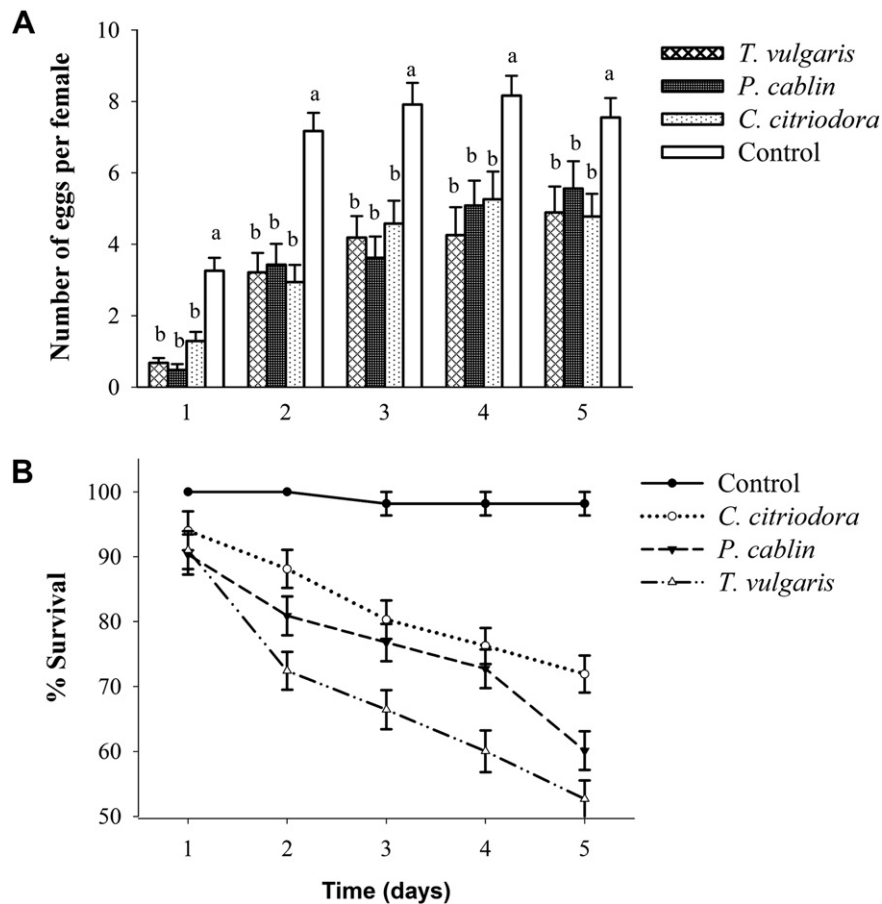 A
10
8
6
4
2
0
Number of eggs per female
b b b a
b b b a
b b b a
b b b a
b b b a
1 2 3 4 5
T. vulgaris
P. cablin
C. citriodora
Control
B
100
90
80
70
60
50
% Survival
1 2 3 4 5
Time (days)
Control
C. citriodora
P. cablin
T. vulgaris